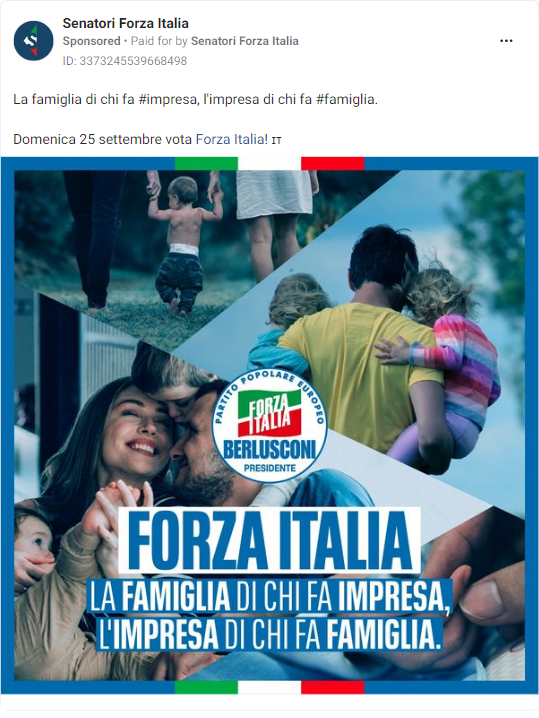 Senatori Forza Italia
Sponsored • Paid for by Senatori Forza Italia
ID: 3373245539668498
La famiglia di chi fa #impresa, l'impresa di chi fa #famiglia.
Domenica 25 settembre vota Forza Italia! IT
PARTITO POPOLARE EUROPEO
FORZA
ITALIA
BERLUSCONI
PRESIDENTE
FORZA ITALIA
LA FAMIGLIA DI CHI FA IMPRESA,
L'IMPRESA DI CHI FA FAMIGLIA.